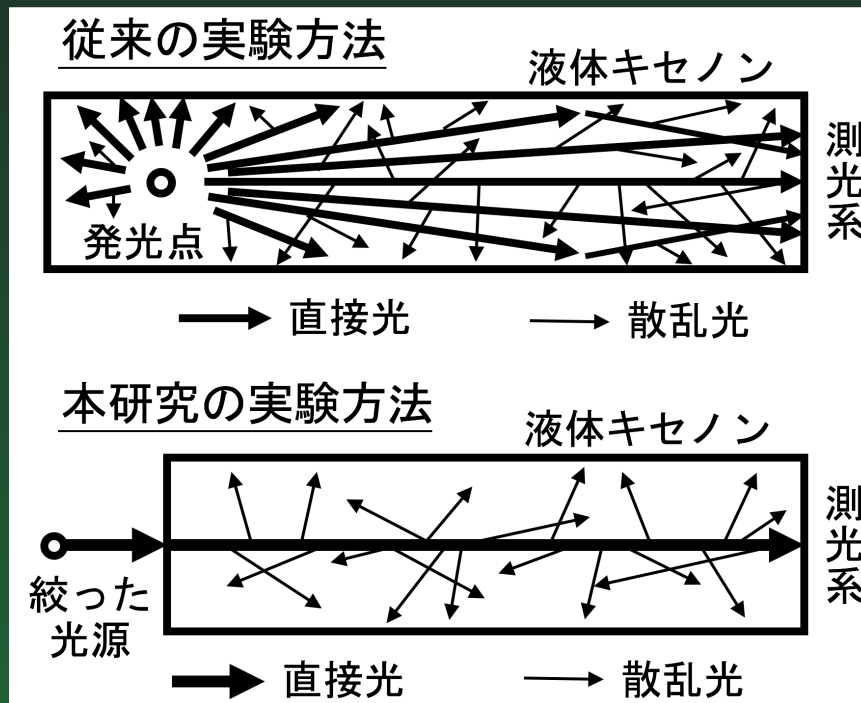 従来の実験方法
液体キセノン
発光点
測光系
直接光
散乱光
本研究の実験方法
液体キセノン
絞った
光源
測光系
直接光
散乱光